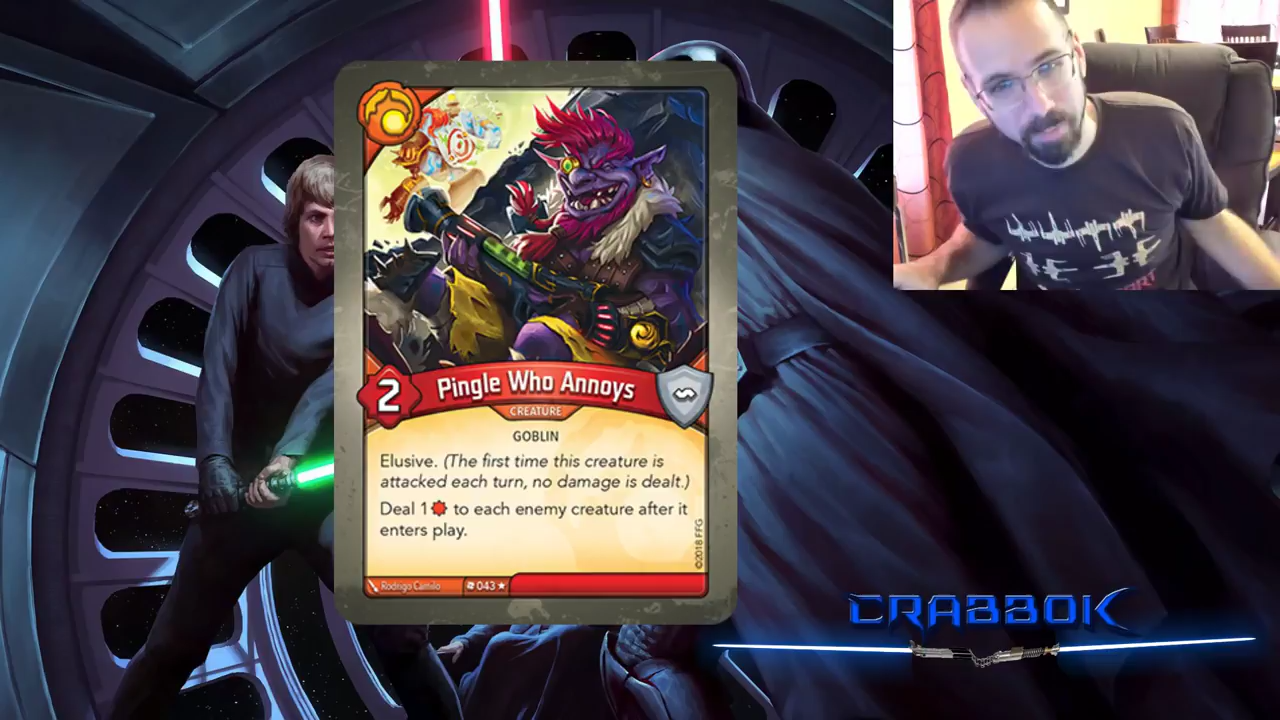 2
Pingle Who Annoys
CREATURE
GOBLIN
Elusive. (The first time this creature is
attacked each turn, no damage is dealt.)
Deal 1 to each enemy creature after it
enters play.
©2018 FFG
Rodrigo Camilo
043
CRABBOK